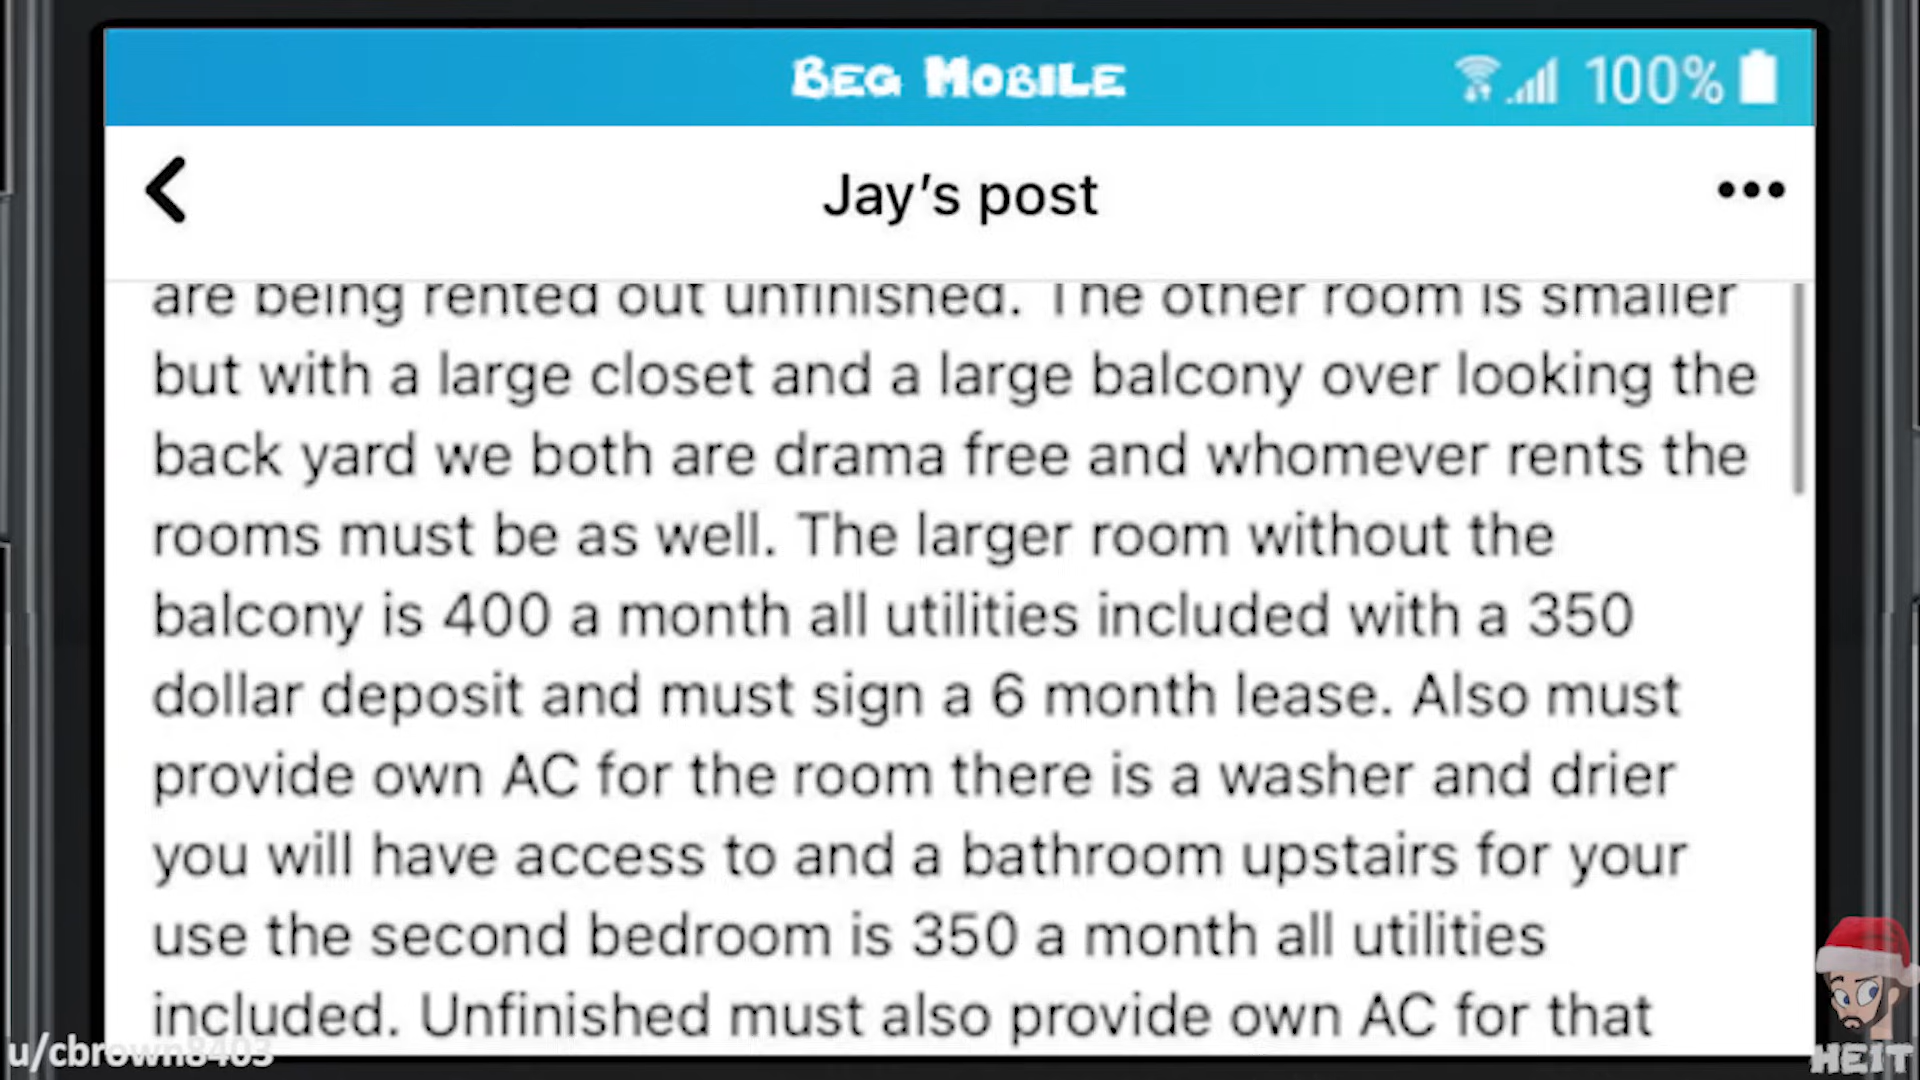 BEG MOBILE
100%
Jay's post
are being rented out unfinished. The other room is smaller
but with a large closet and a large balcony over looking the
back yard we both are drama free and whomever rents the
rooms must be as well. The larger room without the
balcony is 400 a month all utilities included with a 350
dollar deposit and must sign a 6 month lease. Also must
provide own AC for the room there is a washer and drier
you will have access to and a bathroom upstairs for your
use the second bedroom is 350 a month all utilities
included. Unfinished must also provide own AC for that
u/cbrown8403
HEIT